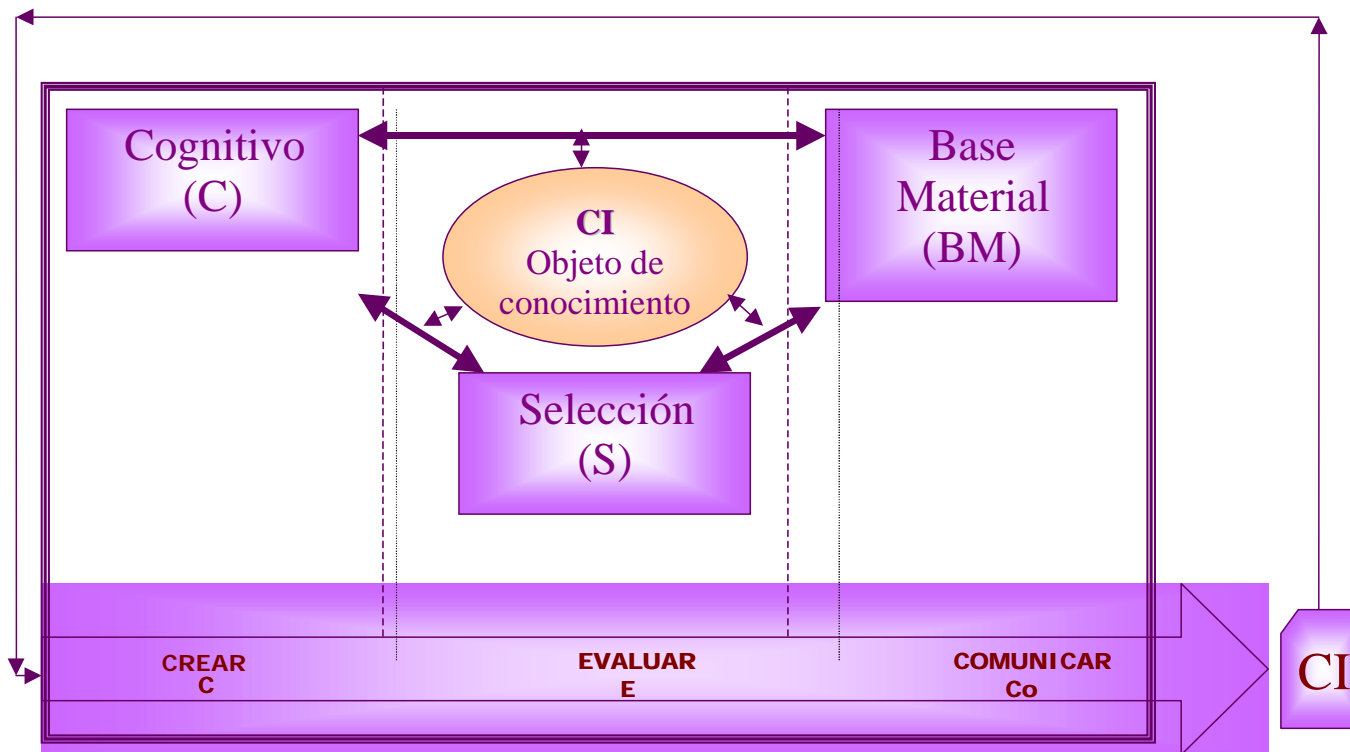 Cognitivo
(C)
Base
Material
(BM)
CI
Objeto de
conocimiento
Selección
(S)
CREAR
C
EVALUAR
E
COMUNICAR
Co
CI